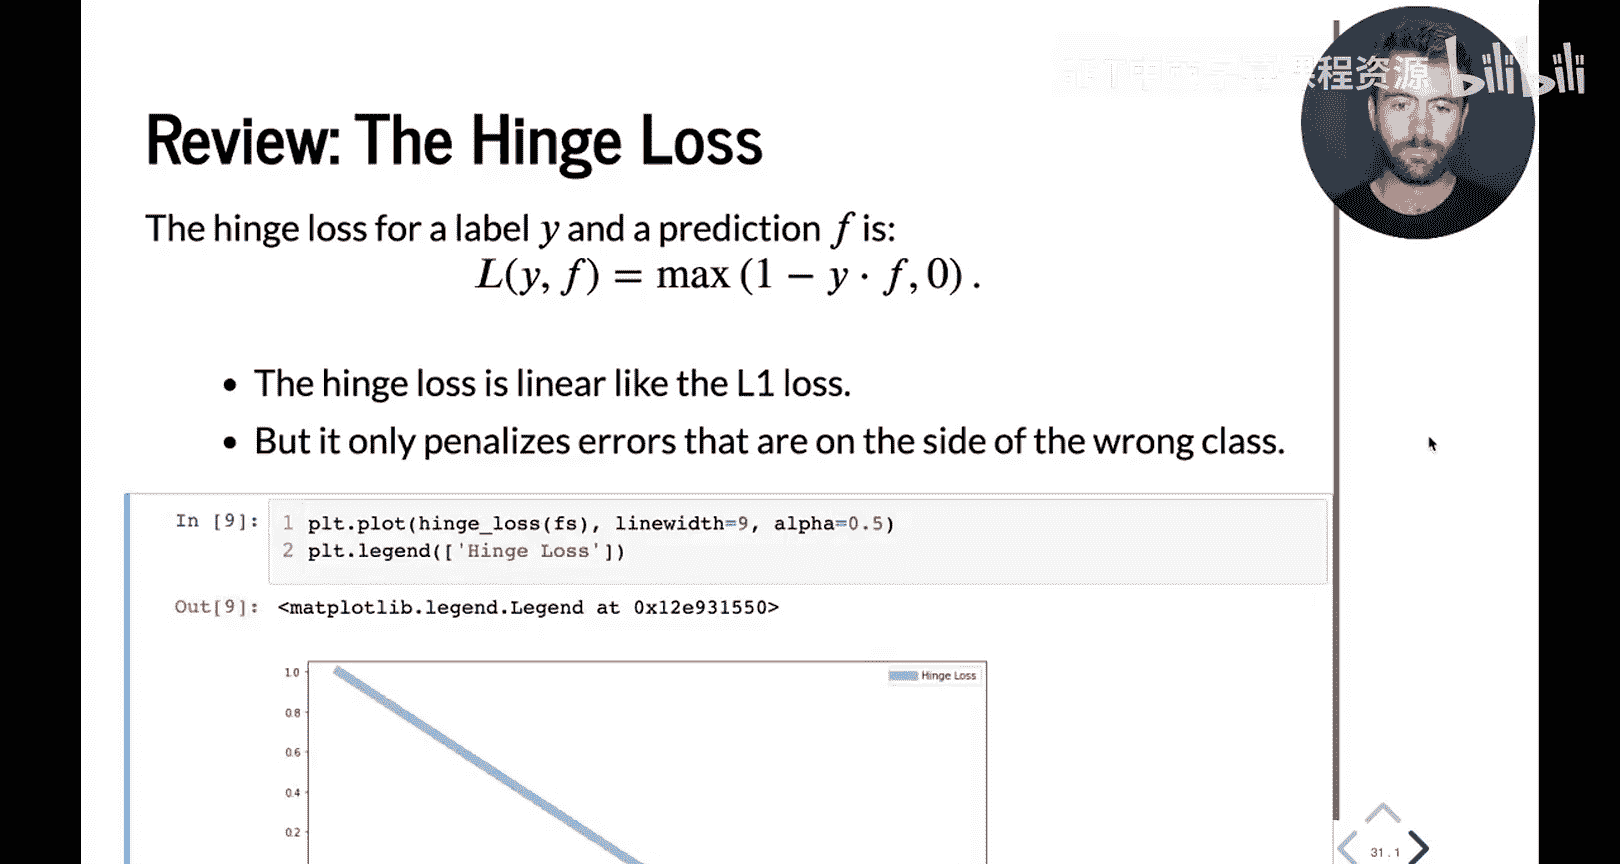 程资源 bilibili
Review: The Hinge Loss
The hinge loss for a label y and a prediction f is:
L(y, f) = max (1 − y · f, 0) .
• The hinge loss is linear like the L1 loss.
• But it only penalizes errors that are on the side of the wrong class.
In [9]: 1 plt.plot(hinge_loss(fs), linewidth=9, alpha=0.5)
2 plt.legend(['Hinge Loss'])
Out[9]: <matplotlib.legend.Legend at 0x12e931550>
1.0
Hinge Loss
0.8
0.6
0.4
0.2
31.1